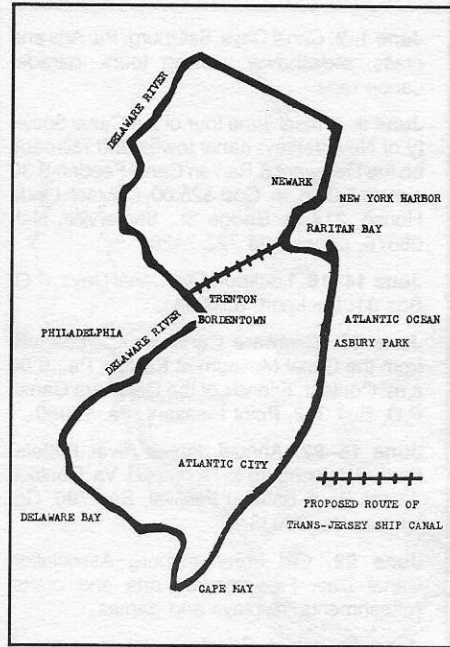 DELAWARE RIVER
NEWARK
NEW YORK HARBOR
RARITAN BAY
TRENTON
PHILADELPHIA
BORDENTOWN
DELAWARE RIVER
ATLANTIC OCEAN
ASBURY PARK
ATLANTIC CITY
PROPOSED ROUTE OF
TRANS-JERSEY SHIP CANAL
DELAWARE BAY
CAPE MAY